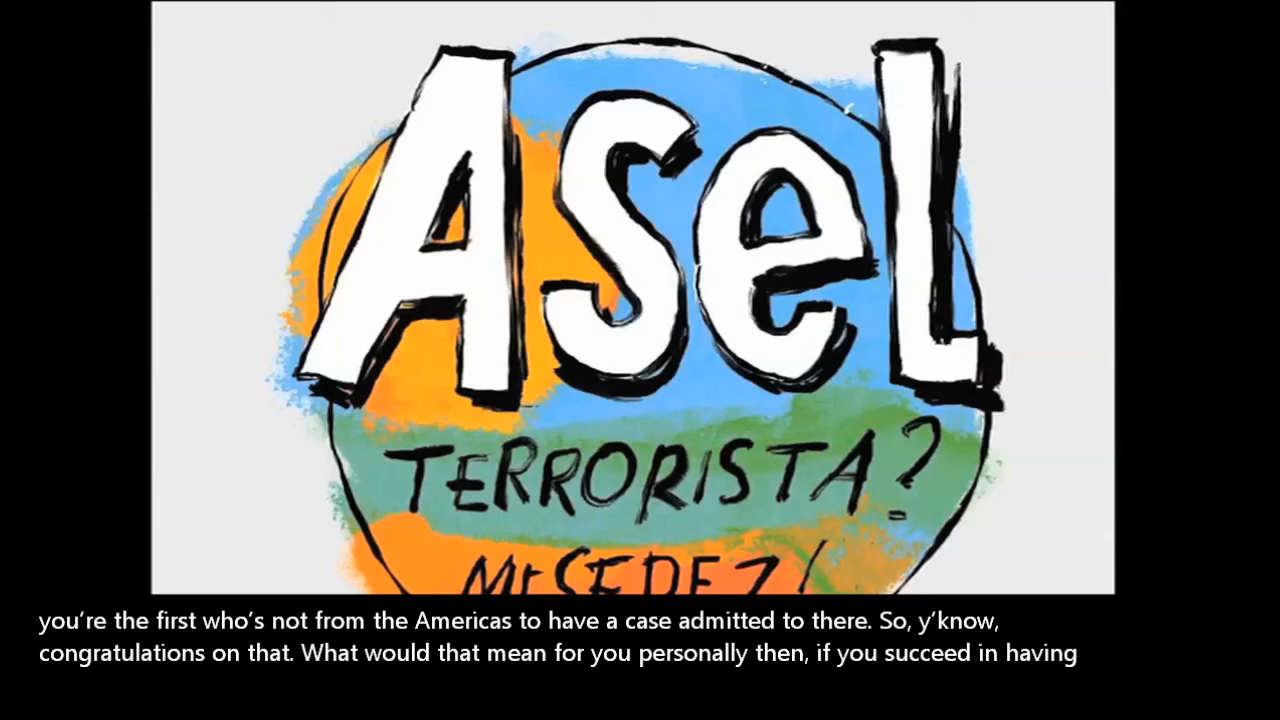 AseL
TERRORISTA?
you’re the first who’s not from the Americas to have a case admitted to there. So, y’know,
congratulations on that. What would that mean for you personally then, if you succeed in having